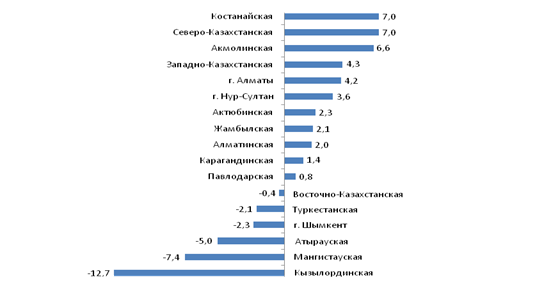 Костанайская 7,0
Северо-Казахстанская 7,0
Акмолинская 6,6
Западно-Казахстанская 4,3
г. Алматы 4,2
г. Нур-Султан 3,6
Актюбинская 2,3
Жамбылская 2,1
Алматинская 2,0
Карагандинская 1,4
Павлодарская 0,8
-0,4 Восточно-Казахстанская
-2,1 Туркестанская
-2,3 г. Шымкент
-5,0 Атырауская
-7,4 Мангистауская
-12,7 Кызылординская